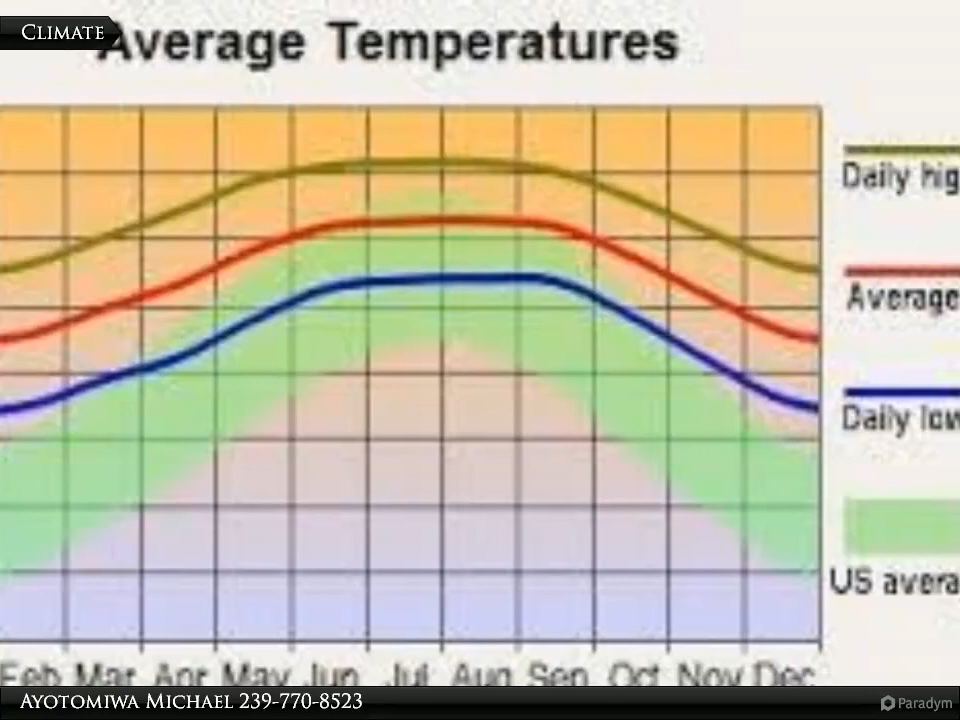 CLIMATE
Average Temperatures
Daily hig
Average
Daily low
US avera
Feb Mar Apr May Jun Jul Aug Sep Oct Nov Dec
AYOTOMIWA MICHAEL 239-770-8523
Paradym